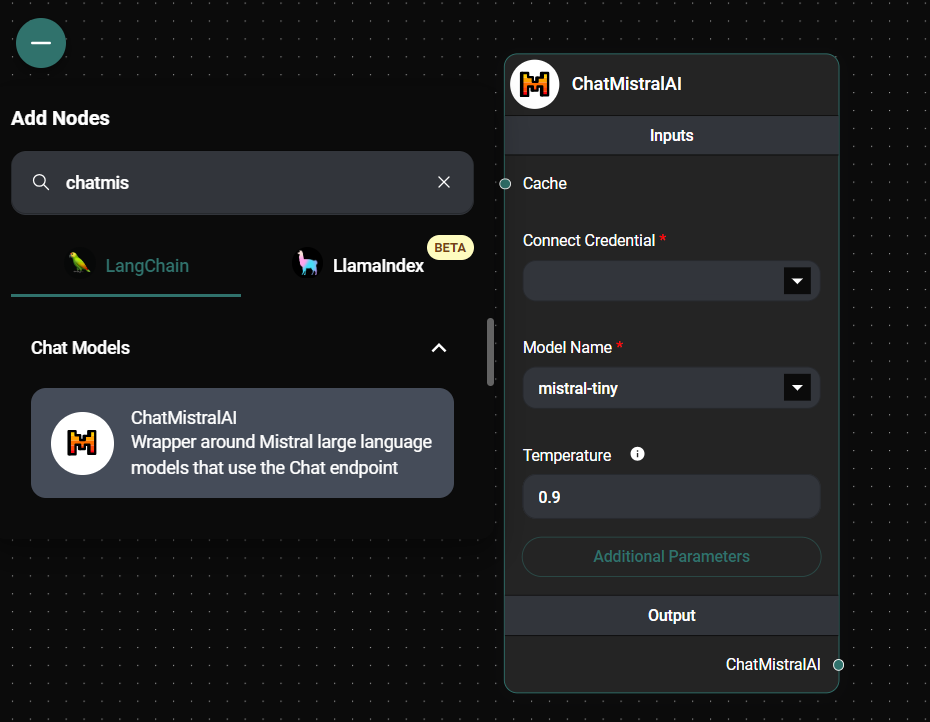 Add Nodes
chatmis
LangChain
LlamaIndex
BETA
Chat Models
ChatMistralAI
Wrapper around Mistral large language
models that use the Chat endpoint
ChatMistralAI
Inputs
Cache
Connect Credential *
Model Name *
mistral-tiny
Temperature
0.9
Additional Parameters
Output
ChatMistralAI